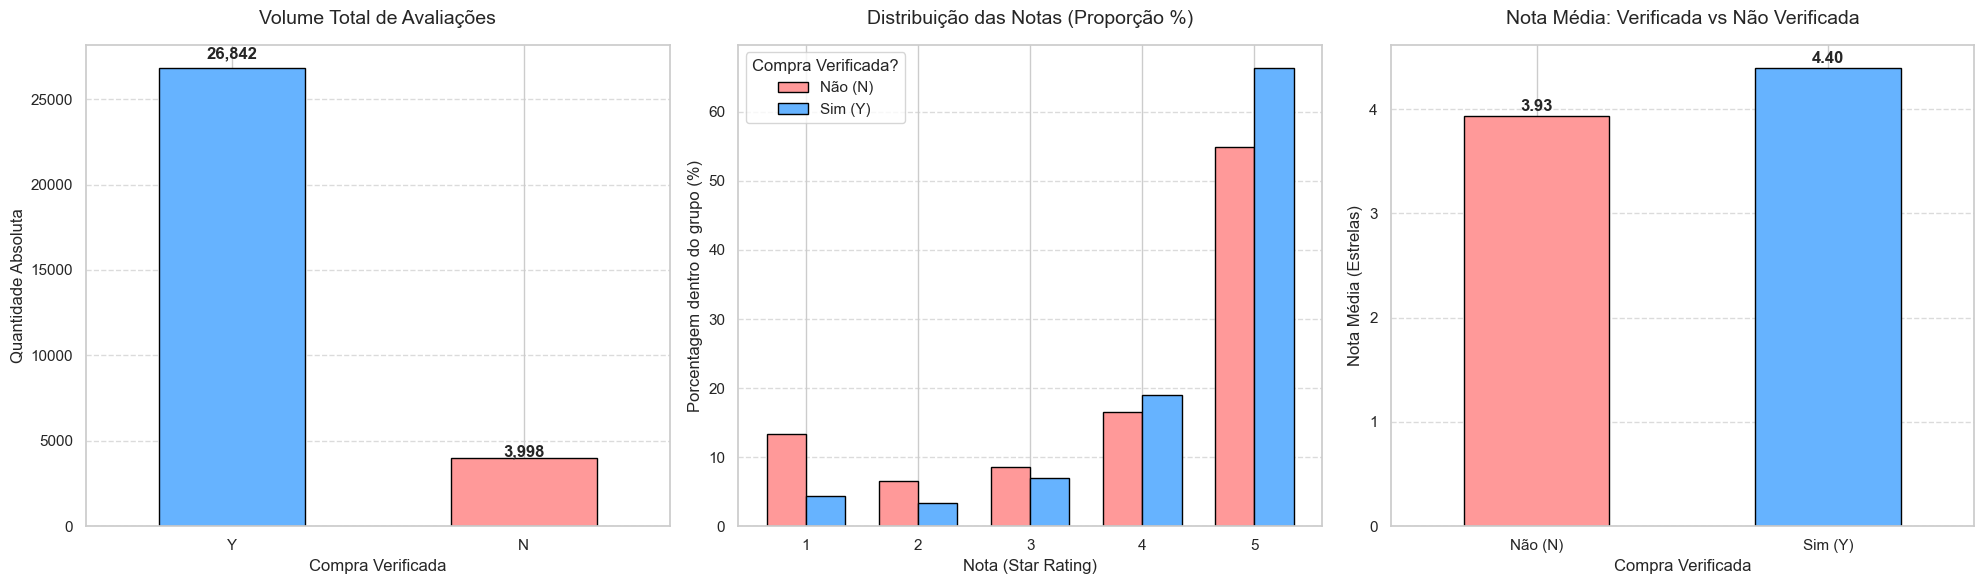 Volume Total de Avaliações
Quantidade Absoluta
25000
20000
15000
10000
5000
0
26,842
3,998
Y
N
Compra Verificada
Distribuição das Notas (Proporção %)
Porcentagem dentro do grupo (%)
60
50
40
30
20
10
0
Compra Verificada?
Não (N)
Sim (Y)
1
2
3
4
5
Nota (Star Rating)
Nota Média: Verificada vs Não Verificada
Nota Média (Estrelas)
4
3
2
1
0
3.93
4.40
Não (N)
Sim (Y)
Compra Verificada